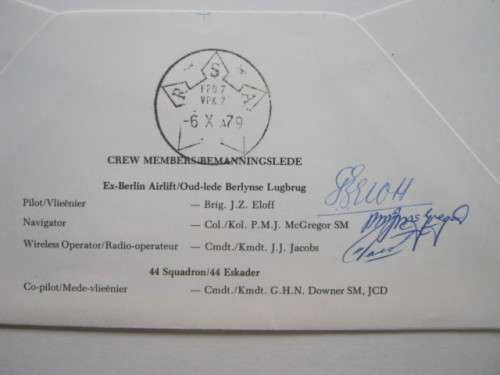 R S A
FPO 7
VPK 2
-6 X 79
CREW MEMBERS/BEMANNINGSLEDE
Ex-Berlin Airlift/Oud-lede Berlynse Lugbrug
Pilot/Vlieënier — Brig. J.Z. Eloff
Navigator — Col./Kol. P.M.J. McGregor SM
Wireless Operator/Radio-operateur — Cmdt./Kmdt. J.J. Jacobs
44 Squadron/44 Eskader
Co-pilot/Mede-vlieënier — Cmdt./Kmdt. G.H.N. Downer SM, JCD